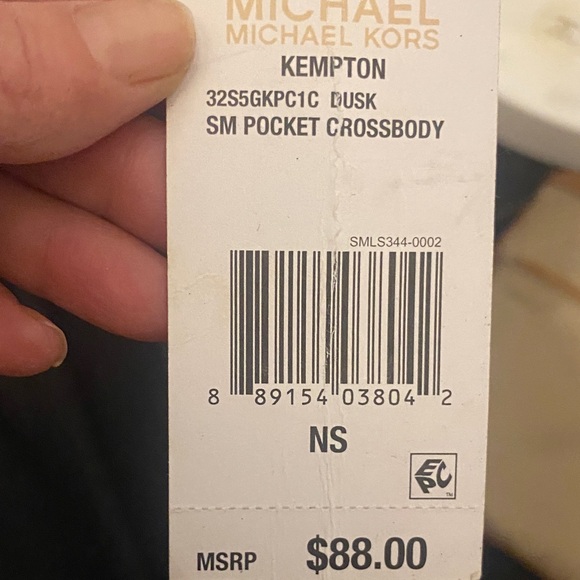 MICHAEL
MICHAEL KORS
KEMPTON
32S5GKPC1C DUSK
SM POCKET CROSSBODY
SMLS344-0002
8 89154 03804 2
NS
EPC
TM
MSRP $88.00